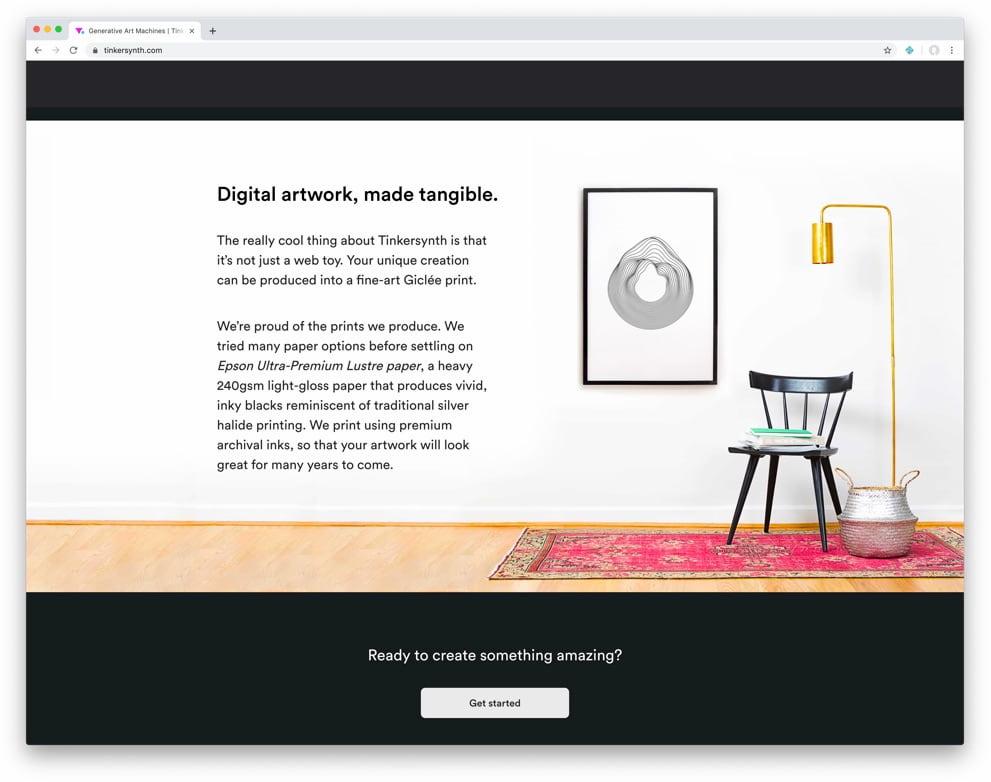 Generative Art Machines | Tink
tinkersynth.com
Digital artwork, made tangible.
The really cool thing about Tinkersynth is that
it’s not just a web toy. Your unique creation
can be produced into a fine-art Giclée print.
We’re proud of the prints we produce. We
tried many paper options before settling on
Epson Ultra-Premium Lustre paper, a heavy
240gsm light-gloss paper that produces vivid,
inky blacks reminiscent of traditional silver
halide printing. We print using premium
archival inks, so that your artwork will look
great for many years to come.
Ready to create something amazing?
Get started